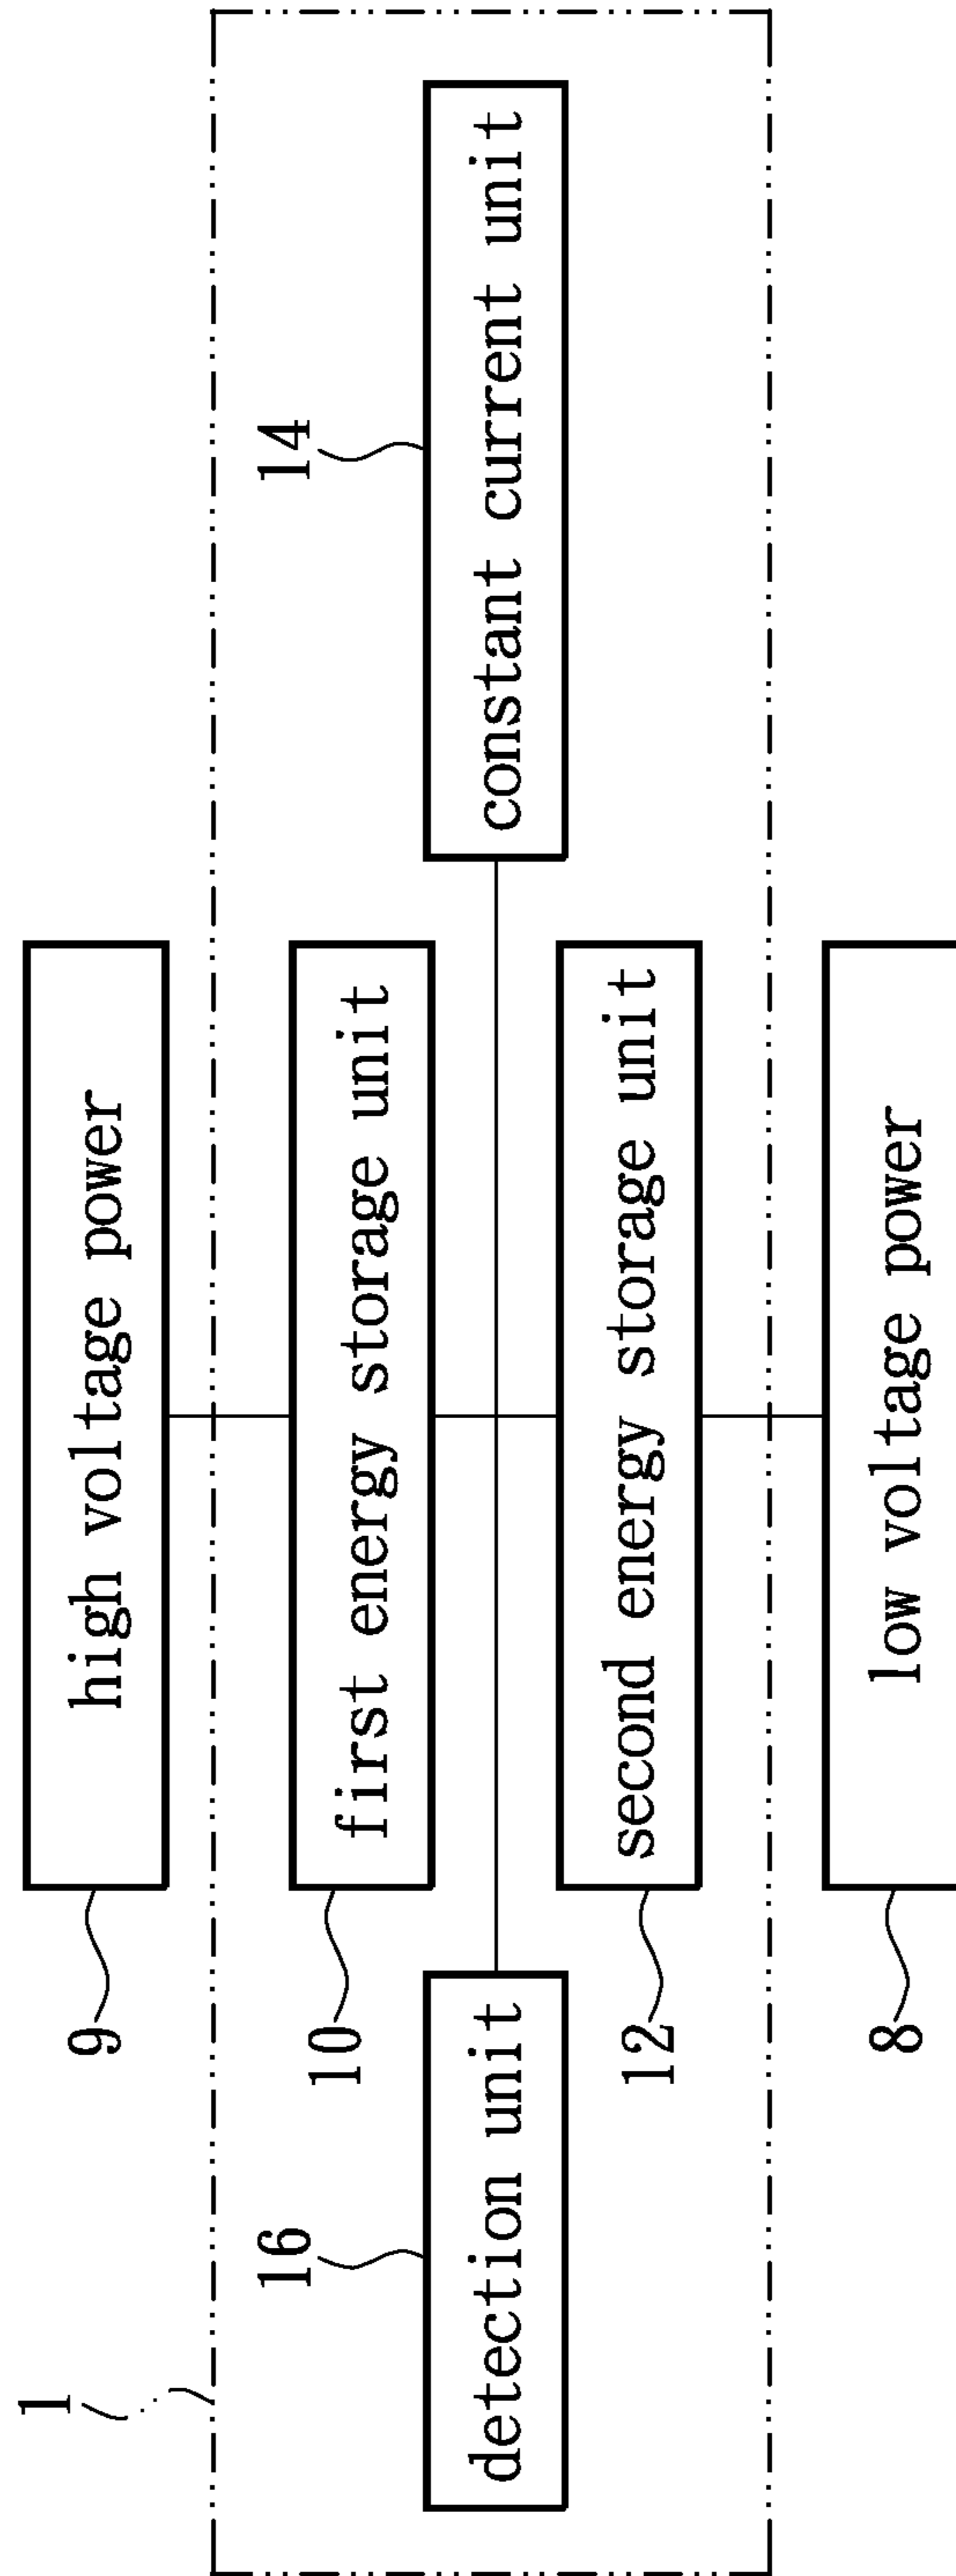 high voltage power
9
first energy storage unit
10
1
16
detection unit
14
constant current unit
second energy storage unit
12
low voltage power
8